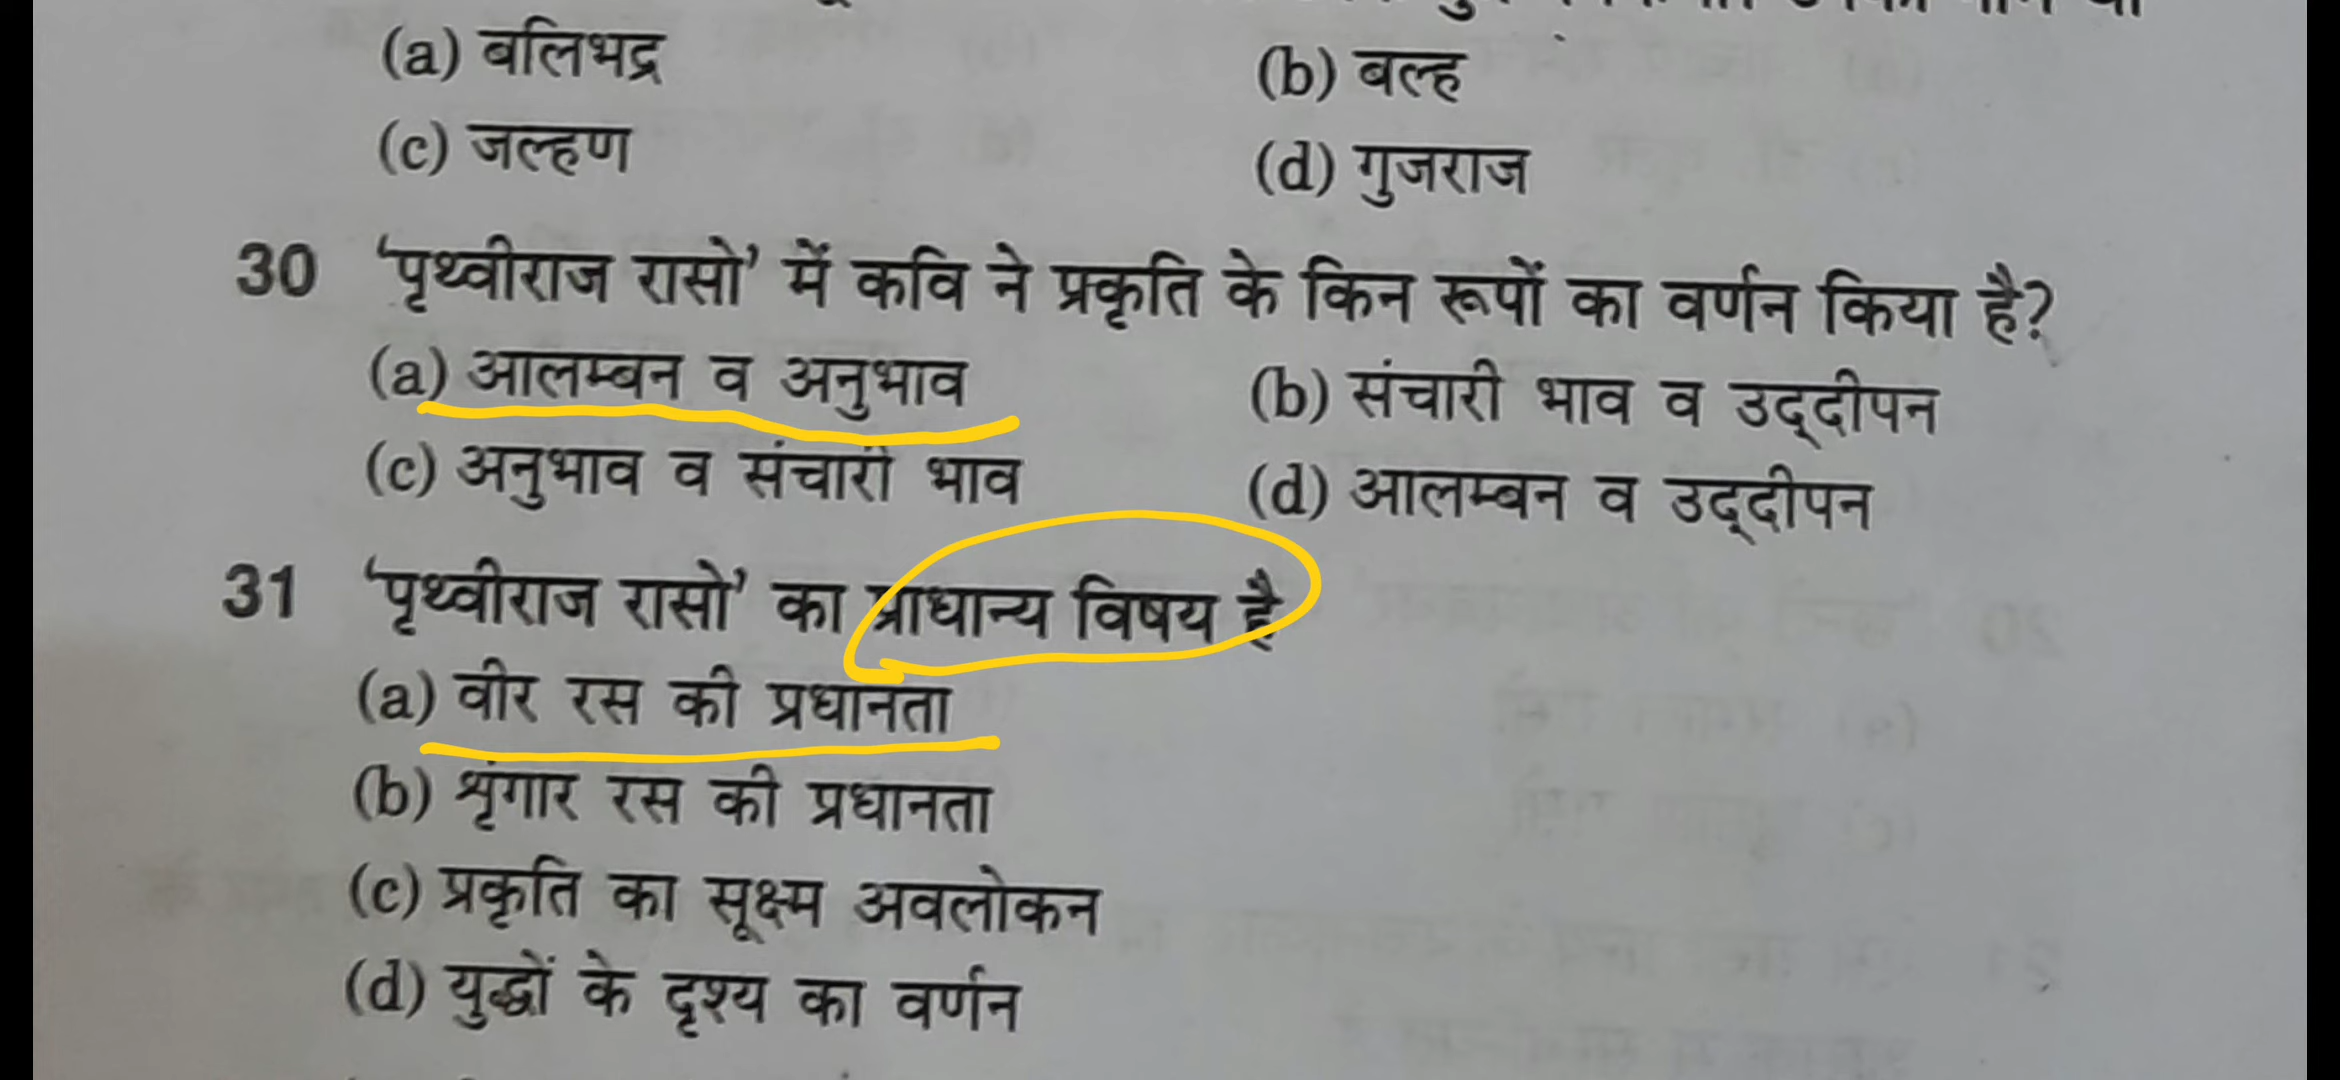 (a) बलिभद्र (b) बल्ह
(c) जल्हण (d) गुजराज
30 'पृथ्वीराज रासो' में कवि ने प्रकृति के किन रूपों का वर्णन किया है?
(a) आलम्बन व अनुभाव (b) संचारी भाव व उद्दीपन
(c) अनुभाव व संचारी भाव (d) आलम्बन व उद्दीपन
31 'पृथ्वीराज रासो' का प्राधान्य विषय है
(a) वीर रस की प्रधानता
(b) शृंगार रस की प्रधानता
(c) प्रकृति का सूक्ष्म अवलोकन
(d) युद्धों के दृश्य का वर्णन